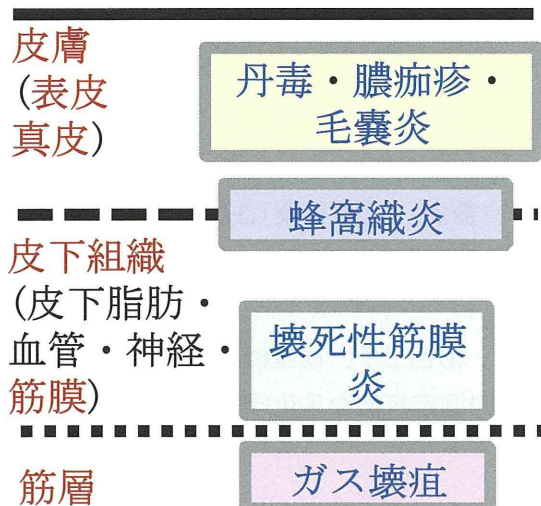 皮膚
(表皮
真皮)
丹毒・膿痂疹・
毛嚢炎
蜂窩織炎
皮下組織
(皮下脂肪・
血管・神経・
筋膜)
壊死性筋膜
炎
筋層
ガス壊疽